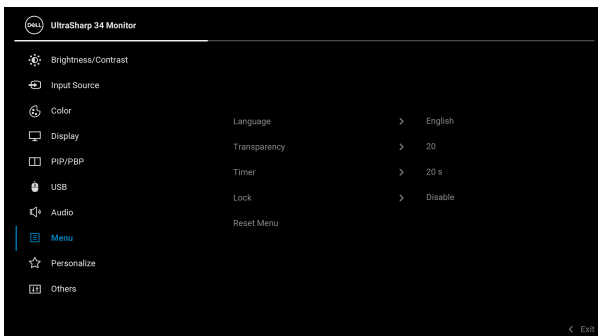 DELL UltraSharp 34 Monitor
Brightness/Contrast
Input Source
Color
Display
PIP/PBP
USB
Audio
Menu
Personalize
Others
Language > English
Transparency > 20
Timer > 20 s
Lock > Disable
Reset Menu
< Exit